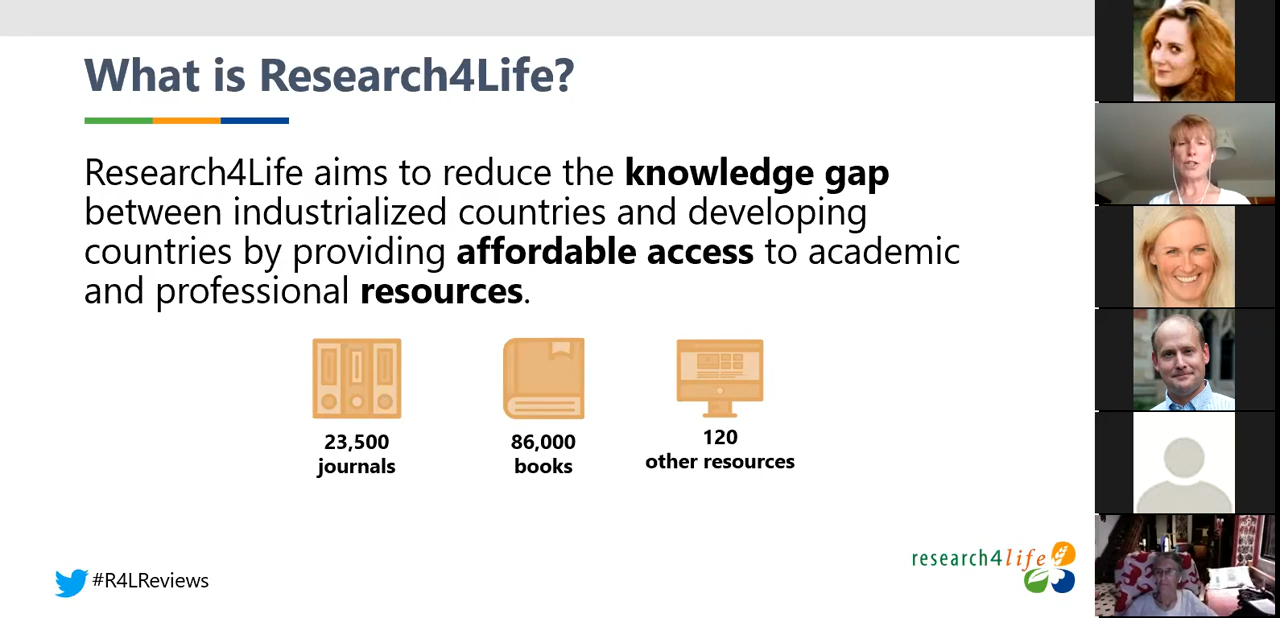 What is Research4Life?
Research4Life aims to reduce the knowledge gap
between industrialized countries and developing
countries by providing affordable access to academic
and professional resources.
23,500
journals
86,000
books
120
other resources
#R4LReviews
research4life